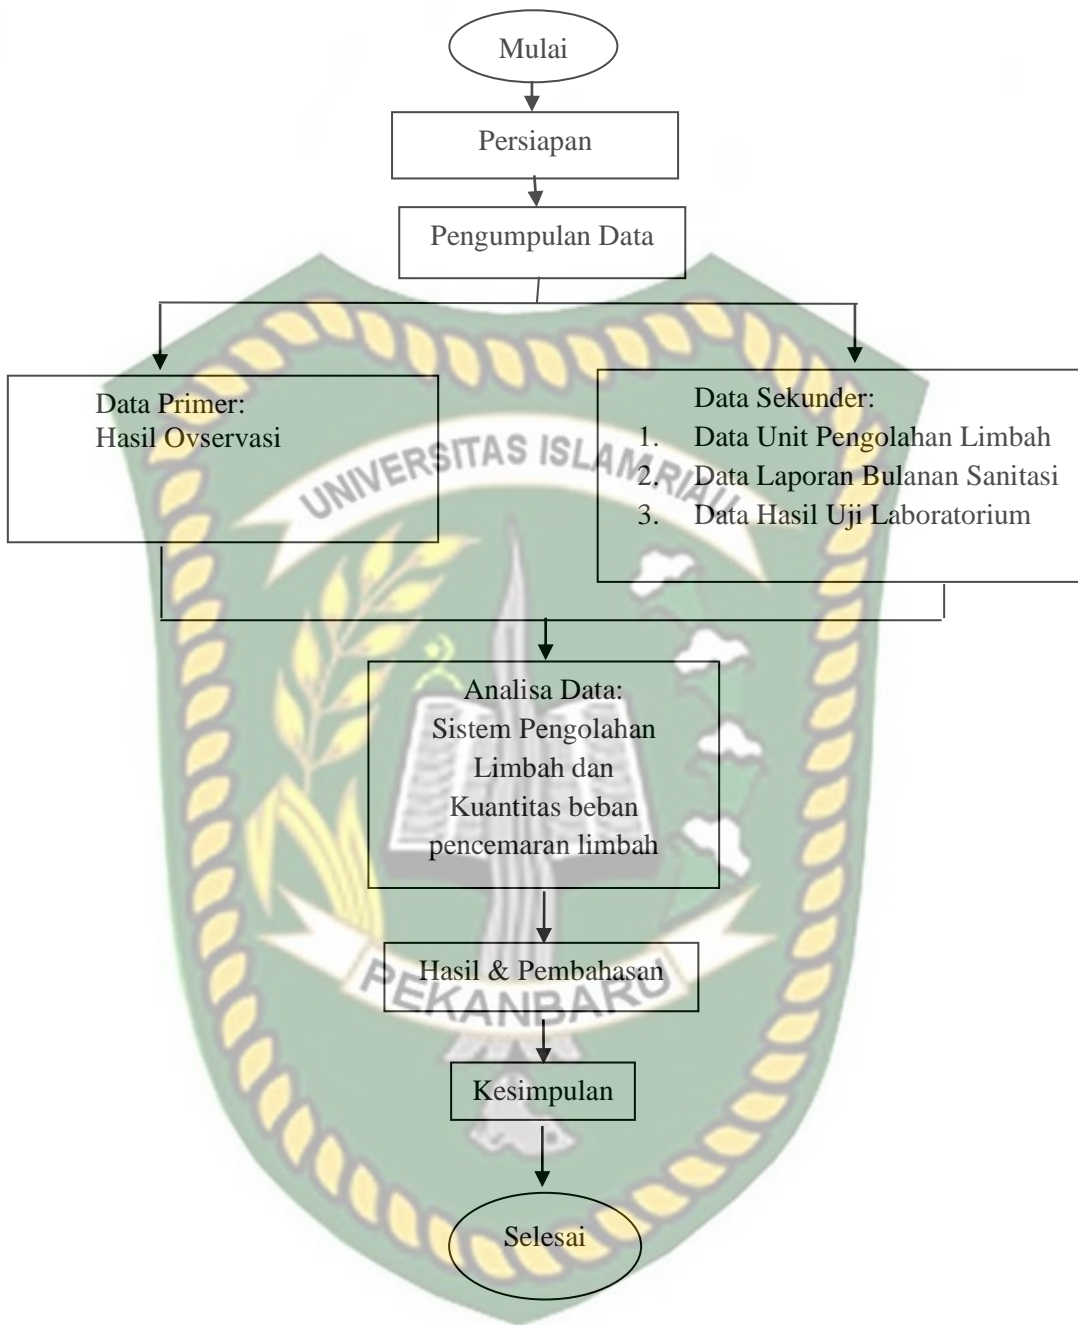 Mulai
Persiapan
Pengumpulan Data
Data Primer:
Hasil Ovservasi
Data Sekunder:
1. Data Unit Pengolahan Limbah
2. Data Laporan Bulanan Sanitasi
3. Data Hasil Uji Laboratorium
UNIVERSITAS ISLAM RIAU
Analisa Data:
Sistem Pengolahan
Limbah dan
Kuantitas beban
pencemaran limbah
Hasil & Pembahasan
PEKANBARU
Kesimpulan
Selesai